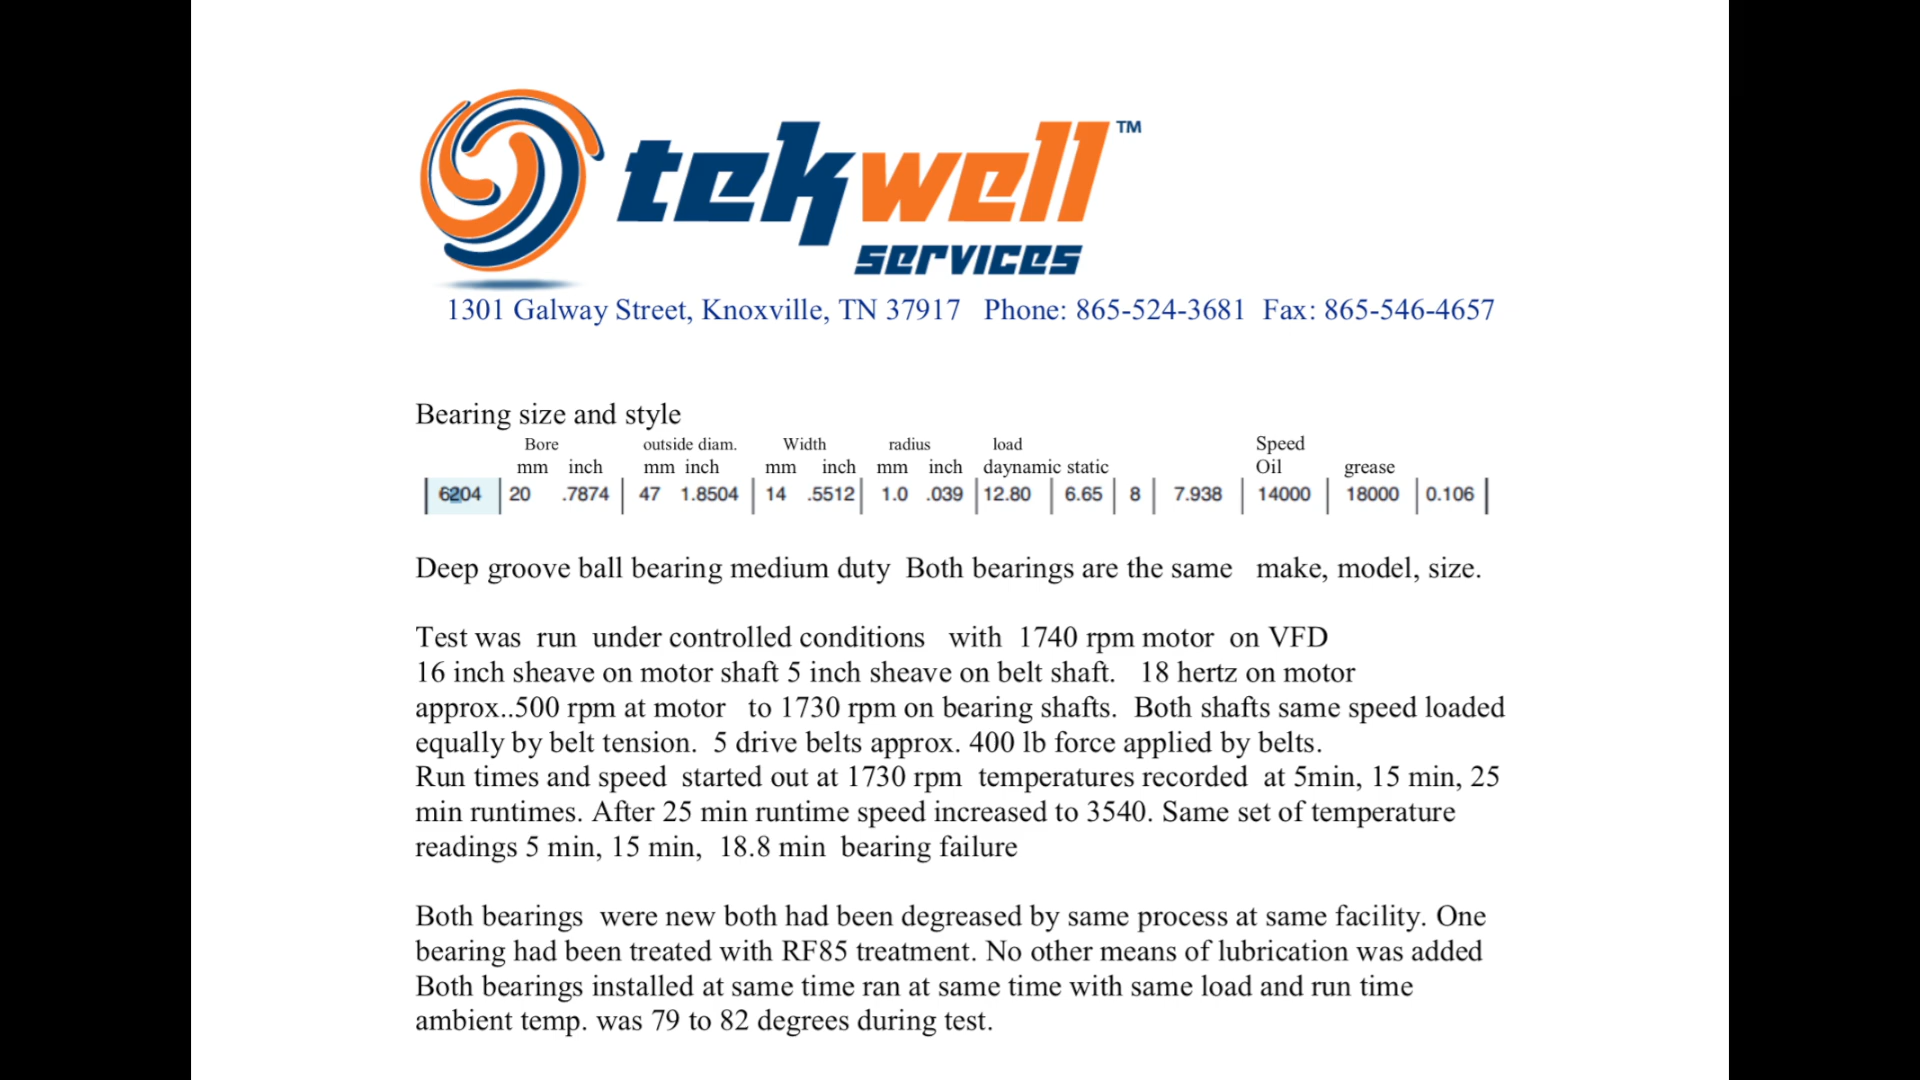 tekwell™
services
1301 Galway Street, Knoxville, TN 37917 Phone: 865-524-3681 Fax: 865-546-4657
Bearing size and style
Bore outside diam. Width radius load Speed
mm inch mm inch mm inch mm inch daynamic static Oil grease
6204 20 .7874 47 1.8504 14 .5512 1.0 .039 12.80 6.65 8 7.938 14000 18000 0.106
Deep groove ball bearing medium duty Both bearings are the same make, model, size.
Test was run under controlled conditions with 1740 rpm motor on VFD
16 inch sheave on motor shaft 5 inch sheave on belt shaft. 18 hertz on motor
approx..500 rpm at motor to 1730 rpm on bearing shafts. Both shafts same speed loaded
equally by belt tension. 5 drive belts approx. 400 lb force applied by belts.
Run times and speed started out at 1730 rpm temperatures recorded at 5min, 15 min, 25
min runtimes. After 25 min runtime speed increased to 3540. Same set of temperature
readings 5 min, 15 min, 18.8 min bearing failure
Both bearings were new both had been degreased by same process at same facility. One
bearing had been treated with RF85 treatment. No other means of lubrication was added
Both bearings installed at same time ran at same time with same load and run time
ambient temp. was 79 to 82 degrees during test.